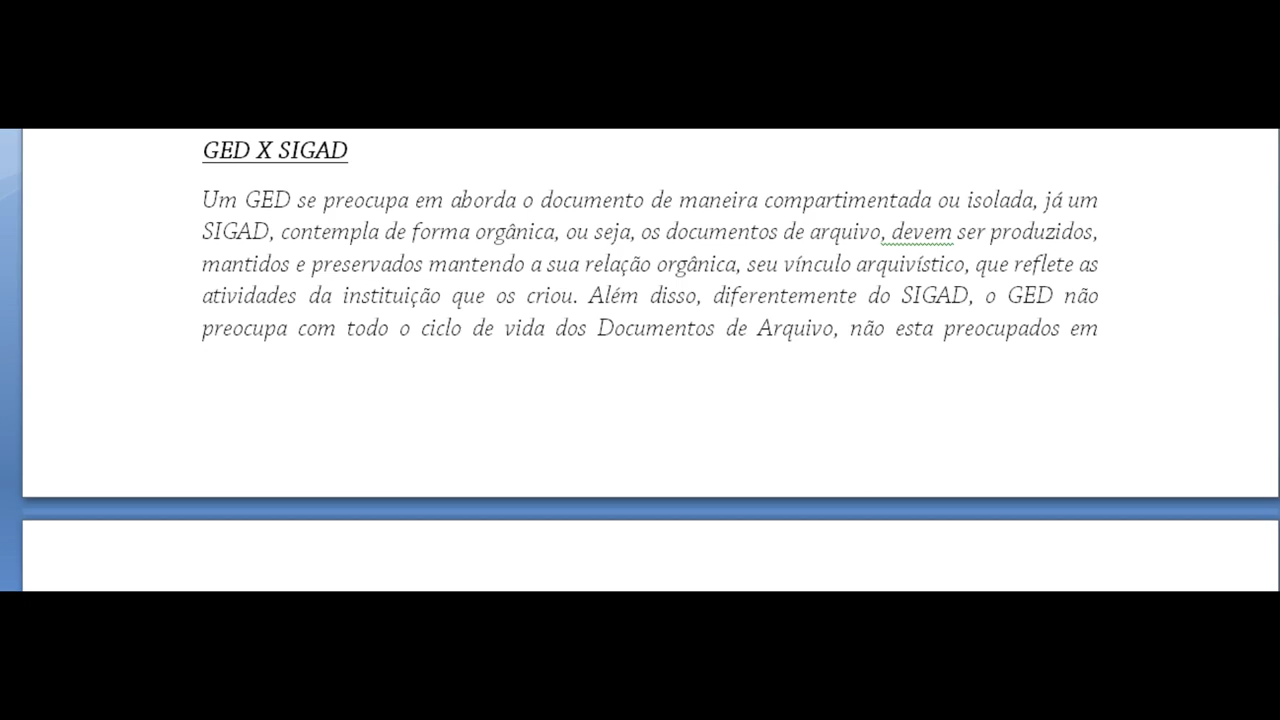 GED X SIGAD
Um GED se preocupa em aborda o documento de maneira compartimentada ou isolada, já um
SIGAD, contempla de forma orgânica, ou seja, os documentos de arquivo, devem ser produzidos,
mantidos e preservados mantendo a sua relação orgânica, seu vínculo arquivístico, que reflete as
atividades da instituição que os criou. Além disso, diferentemente do SIGAD, o GED não
preocupa com todo o ciclo de vida dos Documentos de Arquivo, não esta preocupados em